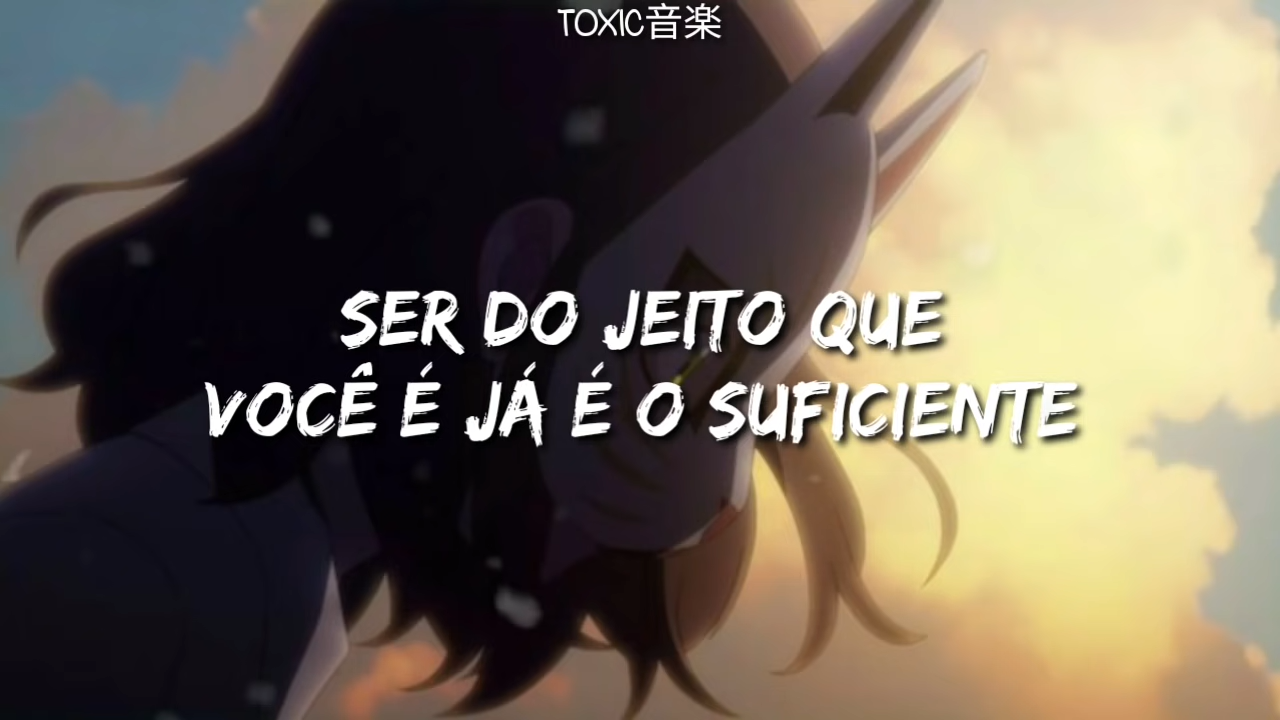 TOXIC音楽
SER DO JEITO QUE
VOCÊ É JÁ É O SUFICIENTE